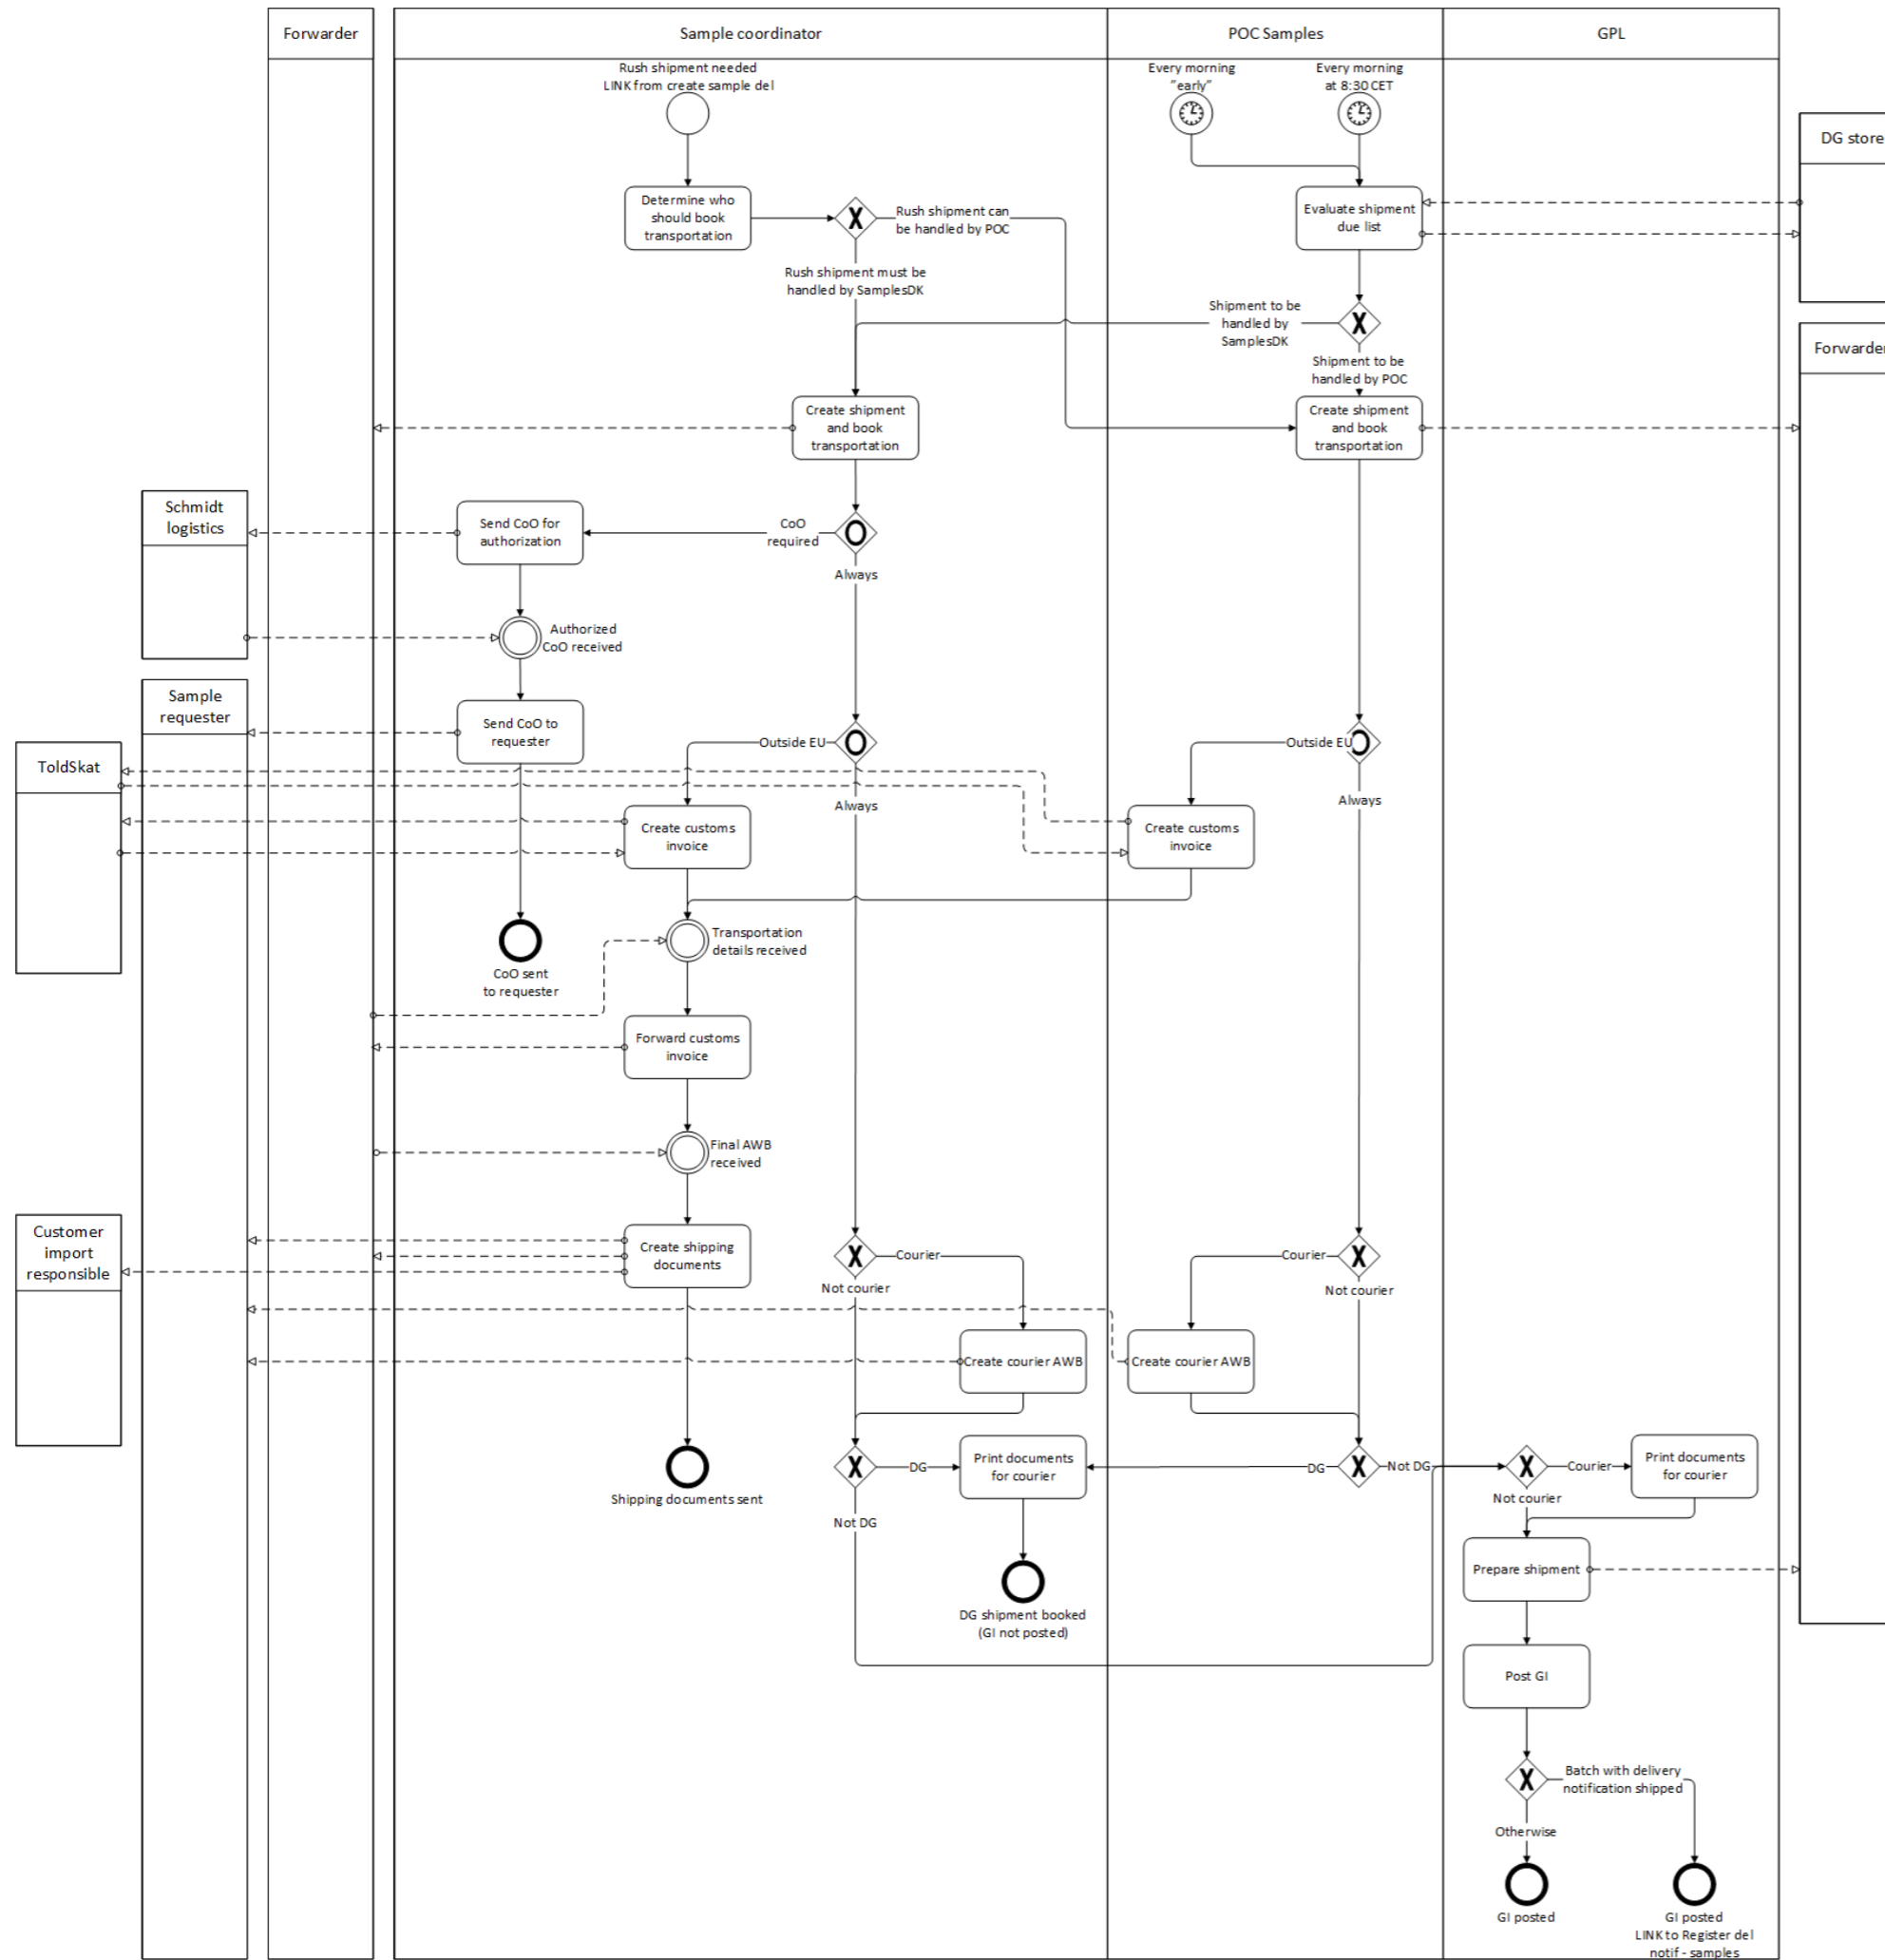 Forwarder
Sample coordinator
POC Samples
GPL
Rush shipment needed
LINK from create sample del
Every morning
"early"
Every morning
at 8:30 CET
DG store
Determine who
should book
transportation
Rush shipment can
be handled by POC
Evaluate shipment
due list
Rush shipment must be
handled by SamplesDK
Shipment to be
handled by
SamplesDK
Shipment to be
handled by POC
Forwarder
Create shipment
and book
transportation
Create shipment
and book
transportation
Schmidt
logistics
Send CoO for
authorization
CoO
required
Always
Authorized
CoO received
Sample
requester
Send CoO to
requester
Outside EU
Outside EU
ToldSkat
Always
Always
Create customs
invoice
Create customs
invoice
Transportation
details received
CoO sent
to requester
Forward customs
invoice
Final AWB
received
Customer
import
responsible
Create shipping
documents
Courier
Not courier
Courier
Not courier
Create courier AWB
Create courier AWB
Shipping documents sent
DG
Not DG
Print documents
for courier
DG
Not DG
Courier
Not courier
Print documents
for courier
DG shipment booked
(GI not posted)
Prepare shipment
Post GI
Batch with delivery
notification shipped
Otherwise
GI posted
GI posted
LINK to Register del
notif - samples